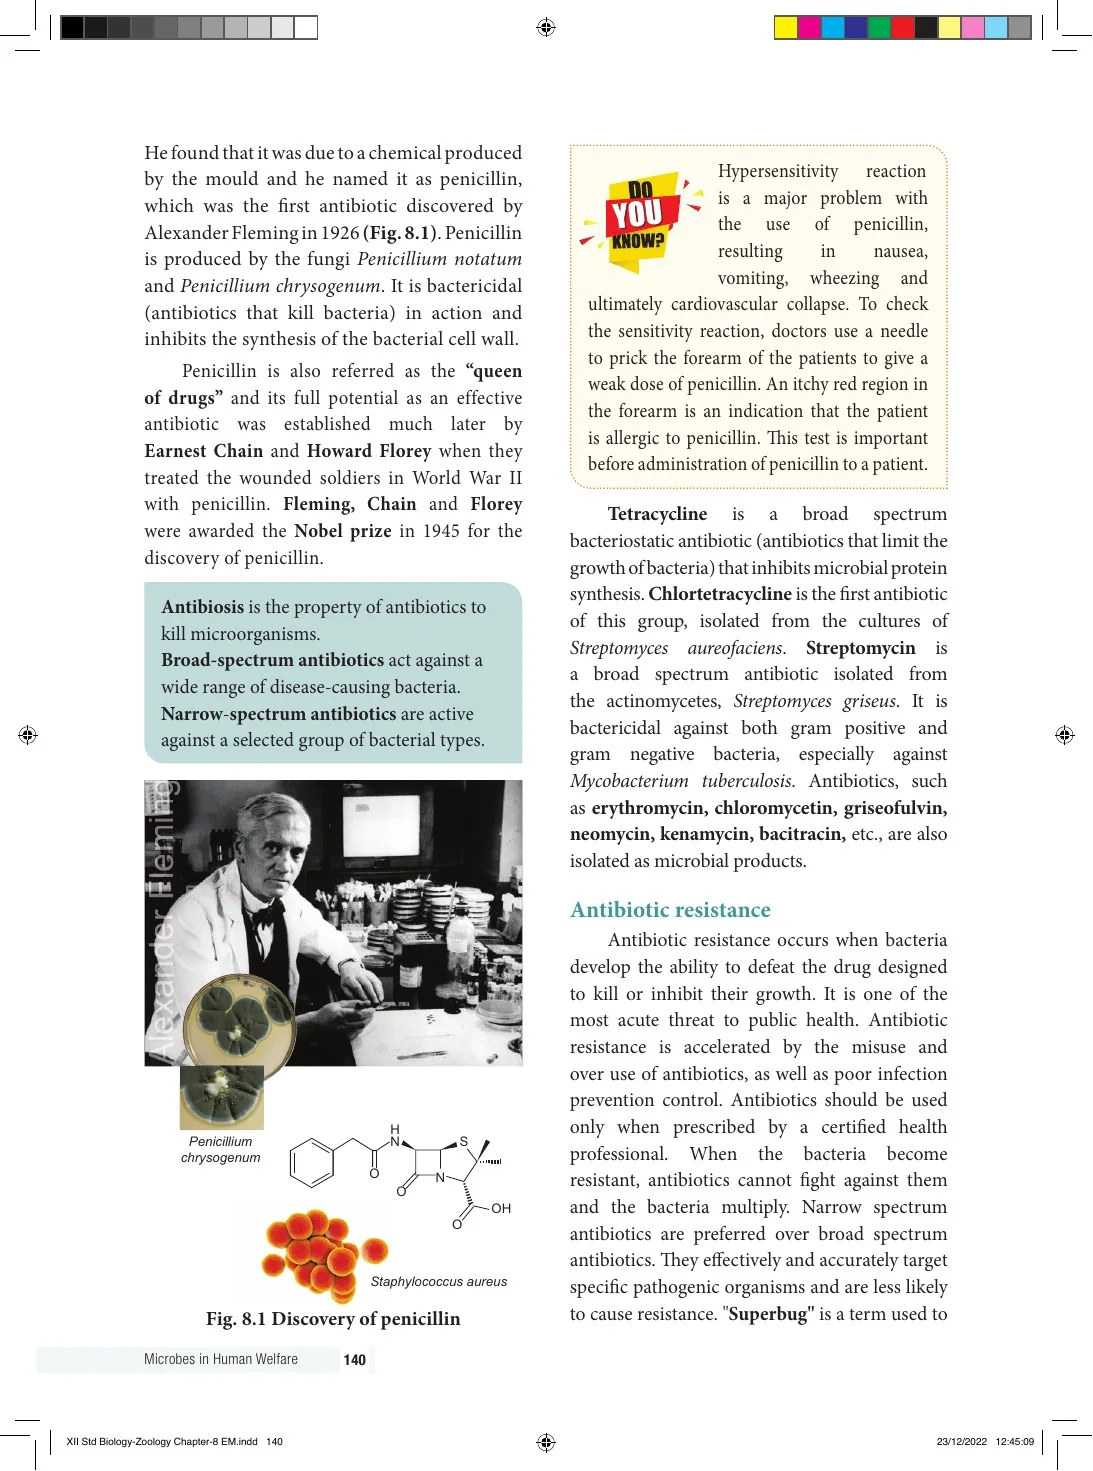 He found that it was due to a chemical produced
by the mould and he named it as penicillin,
which was the first antibiotic discovered by
Alexander Fleming in 1926 (Fig. 8.1). Penicillin
is produced by the fungi Penicillium notatum
and Penicillium chrysogenum. It is bactericidal
(antibiotics that kill bacteria) in action and
inhibits the synthesis of the bacterial cell wall.
Penicillin is also referred as the “queen
of drugs” and its full potential as an effective
antibiotic was established much later by
Earnest Chain and Howard Florey when they
treated the wounded soldiers in World War II
with penicillin. Fleming, Chain and Florey
were awarded the Nobel prize in 1945 for the
discovery of penicillin.
Antibiosis is the property of antibiotics to
kill microorganisms.
Broad-spectrum antibiotics act against a
wide range of disease-causing bacteria.
Narrow-spectrum antibiotics are active
against a selected group of bacterial types.
Alexander Fleming
Penicillium
chrysogenum
H
N
S
O
O
N
OH
O
Staphylococcus aureus
Fig. 8.1 Discovery of penicillin
DO
YOU
KNOW?
Hypersensitivity reaction
is a major problem with
the use of penicillin,
resulting in nausea,
vomiting, wheezing and
ultimately cardiovascular collapse. To check
the sensitivity reaction, doctors use a needle
to prick the forearm of the patients to give a
weak dose of penicillin. An itchy red region in
the forearm is an indication that the patient
is allergic to penicillin. This test is important
before administration of penicillin to a patient.
Tetracycline is a broad spectrum
bacteriostatic antibiotic (antibiotics that limit the
growth of bacteria) that inhibits microbial protein
synthesis. Chlortetracycline is the first antibiotic
of this group, isolated from the cultures of
Streptomyces aureofaciens. Streptomycin is
a broad spectrum antibiotic isolated from
the actinomycetes, Streptomyces griseus. It is
bactericidal against both gram positive and
gram negative bacteria, especially against
Mycobacterium tuberculosis. Antibiotics, such
as erythromycin, chloromycetin, griseofulvin,
neomycin, kenamycin, bacitracin, etc., are also
isolated as microbial products.
Antibiotic resistance
Antibiotic resistance occurs when bacteria
develop the ability to defeat the drug designed
to kill or inhibit their growth. It is one of the
most acute threat to public health. Antibiotic
resistance is accelerated by the misuse and
over use of antibiotics, as well as poor infection
prevention control. Antibiotics should be used
only when prescribed by a certified health
professional. When the bacteria become
resistant, antibiotics cannot fight against them
and the bacteria multiply. Narrow spectrum
antibiotics are preferred over broad spectrum
antibiotics. They effectively and accurately target
specific pathogenic organisms and are less likely
to cause resistance. "Superbug" is a term used to
Microbes in Human Welfare 140
XII Std Biology-Zoology Chapter-8 EM.indd 140
23/12/2022 12:45:09